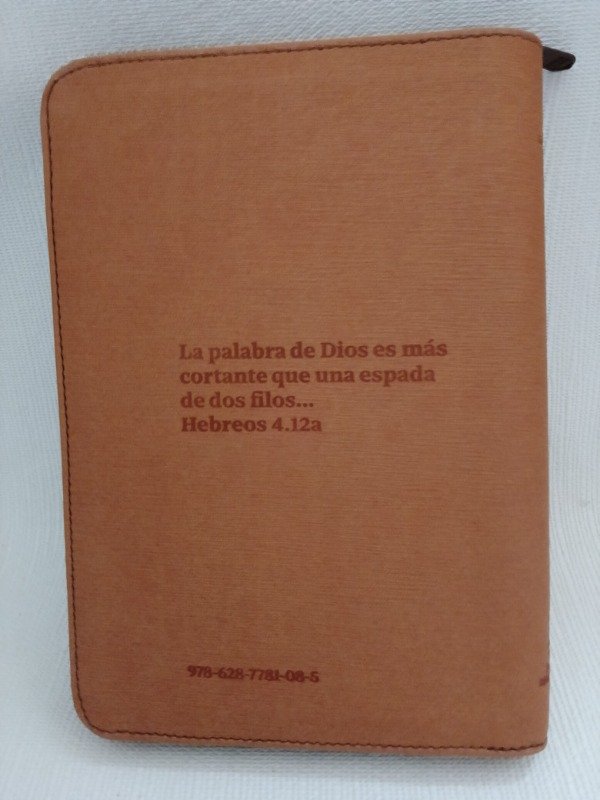 La palabra de Dios es más
cortante que una espada
de dos filos...
Hebreos 4.12a
978-628-7781-08-5